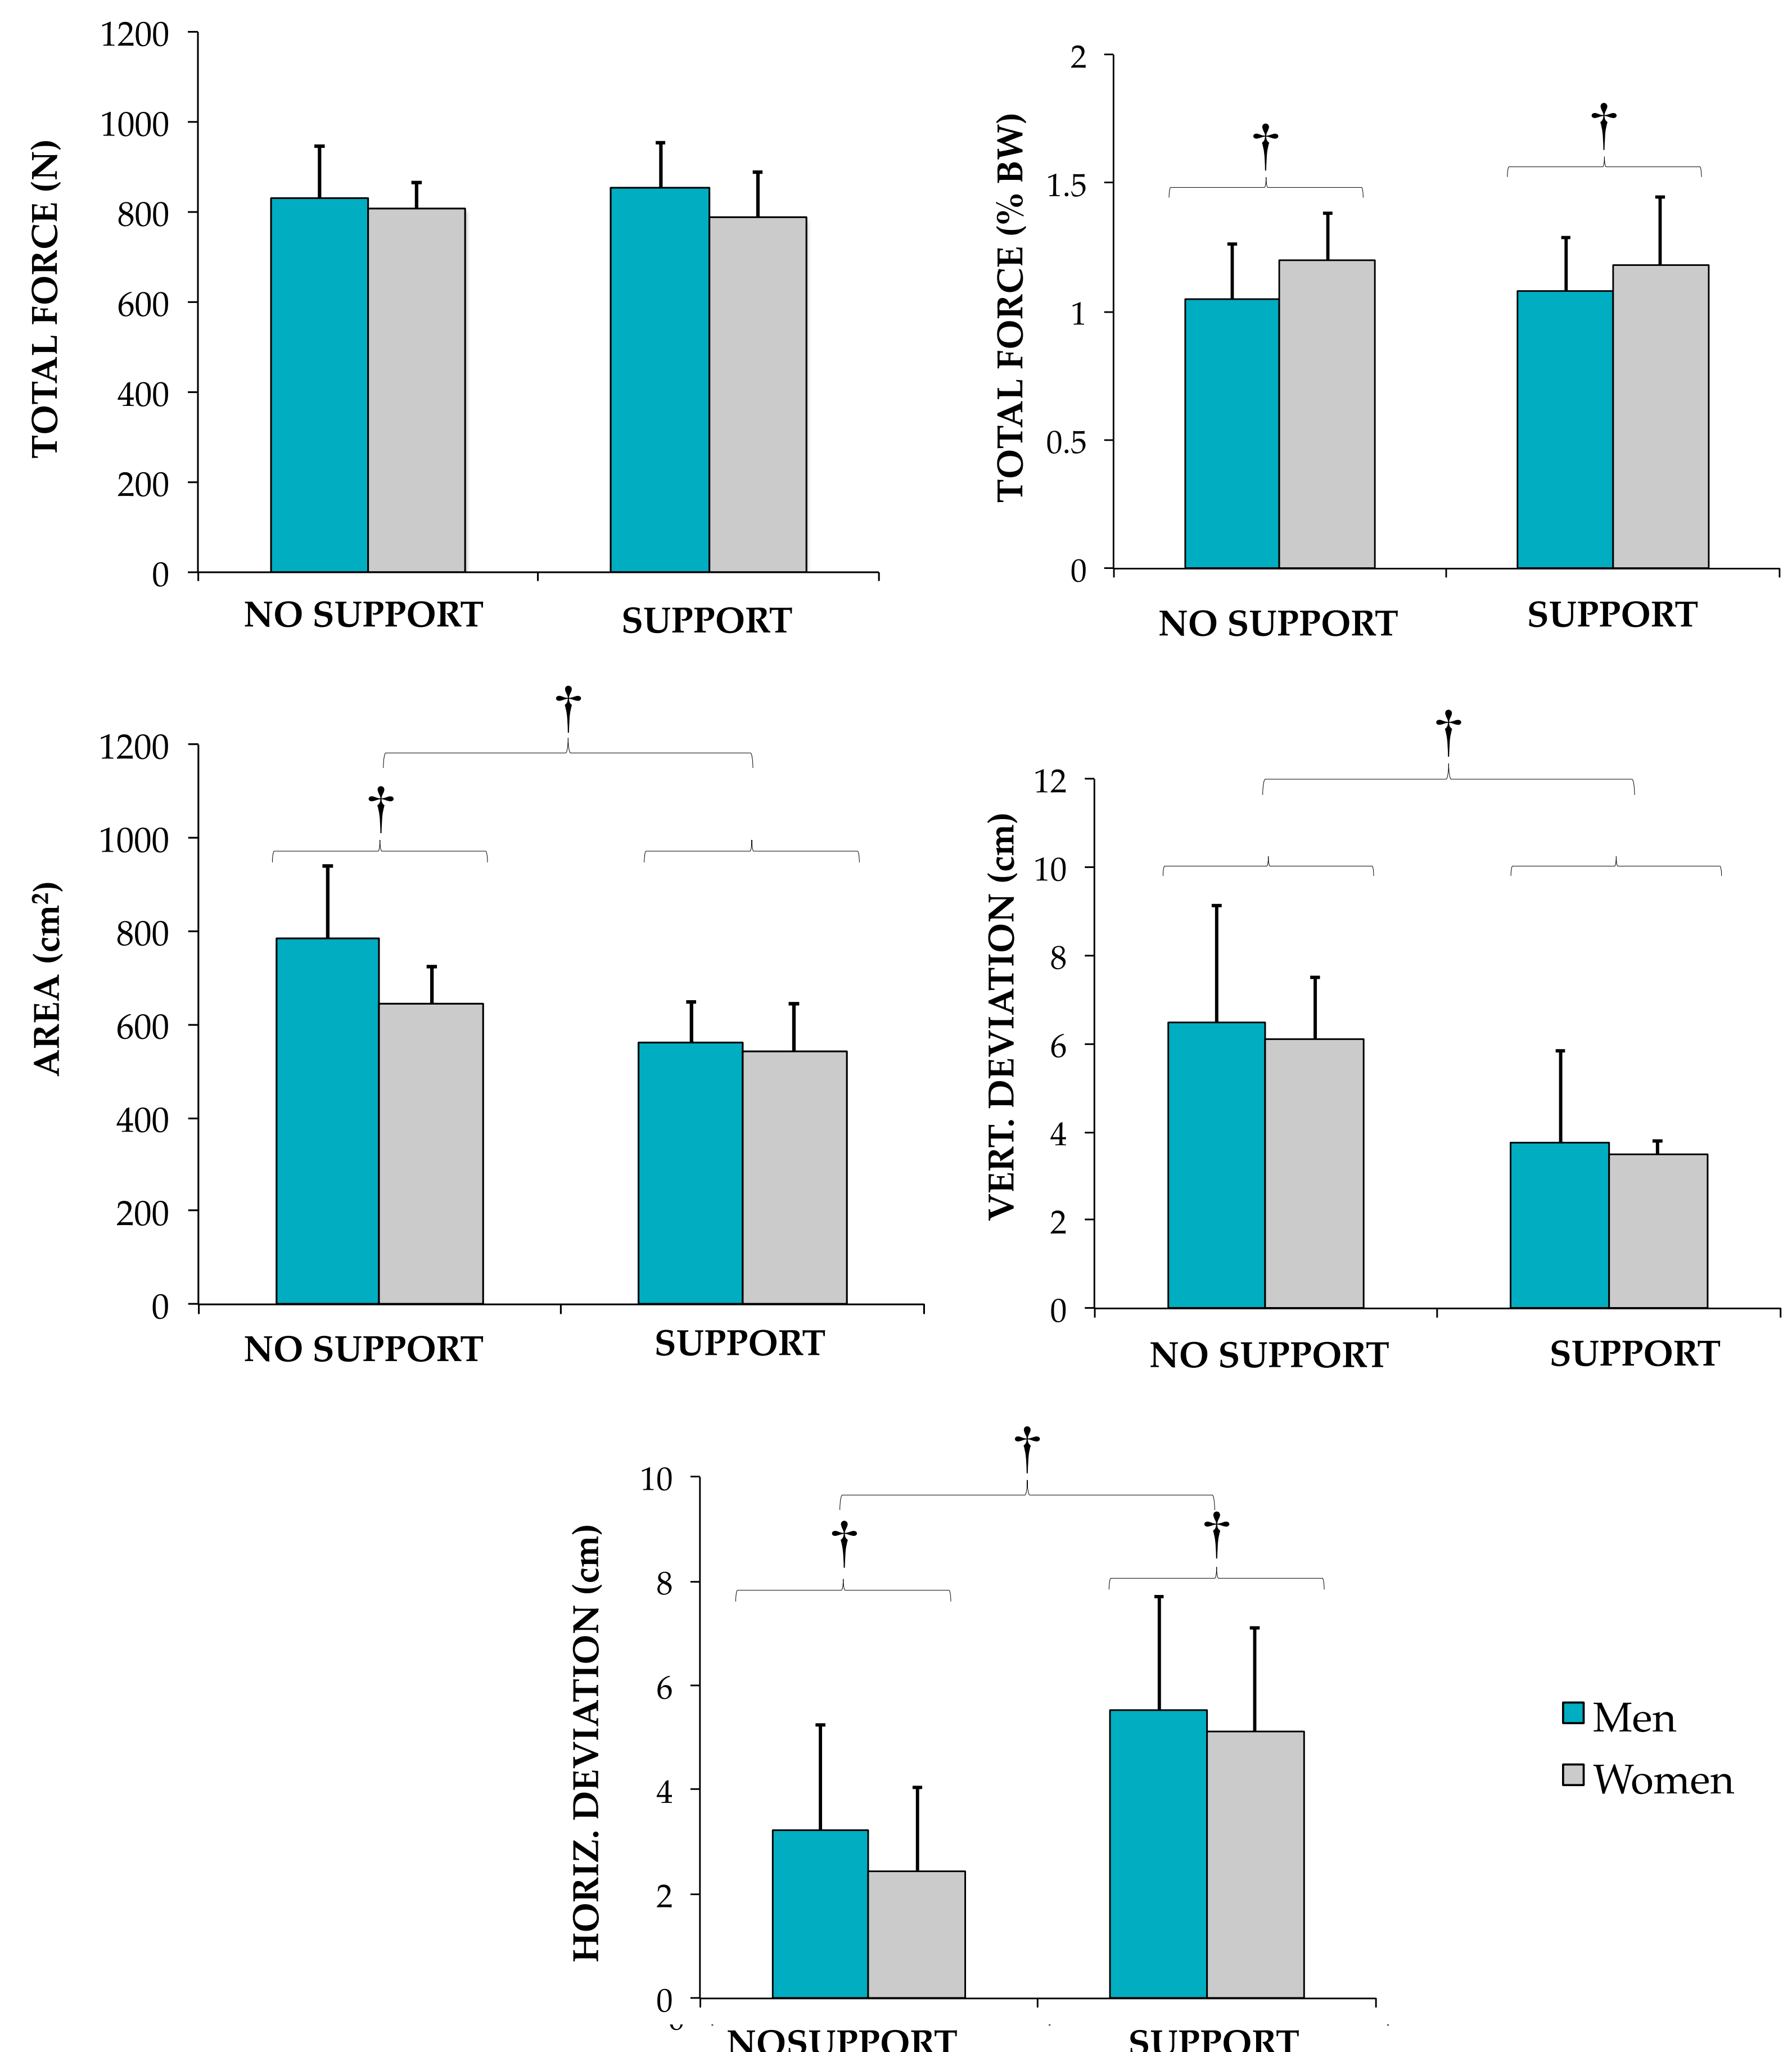 TOTAL FORCE (N)
1200
1000
800
600
400
200
0
NO SUPPORT
SUPPORT
TOTAL FORCE (% BW)
2
1.5
1
0.5
0
†
†
NO SUPPORT
SUPPORT
AREA (cm²)
1200
1000
800
600
400
200
0
†
†
NO SUPPORT
SUPPORT
VERT. DEVIATION (cm)
12
10
8
6
4
2
0
†
NO SUPPORT
SUPPORT
HORIZ. DEVIATION (cm)
10
8
6
4
2
0
†
†
†
NOSUPPORT
SUPPORT
Men
Women